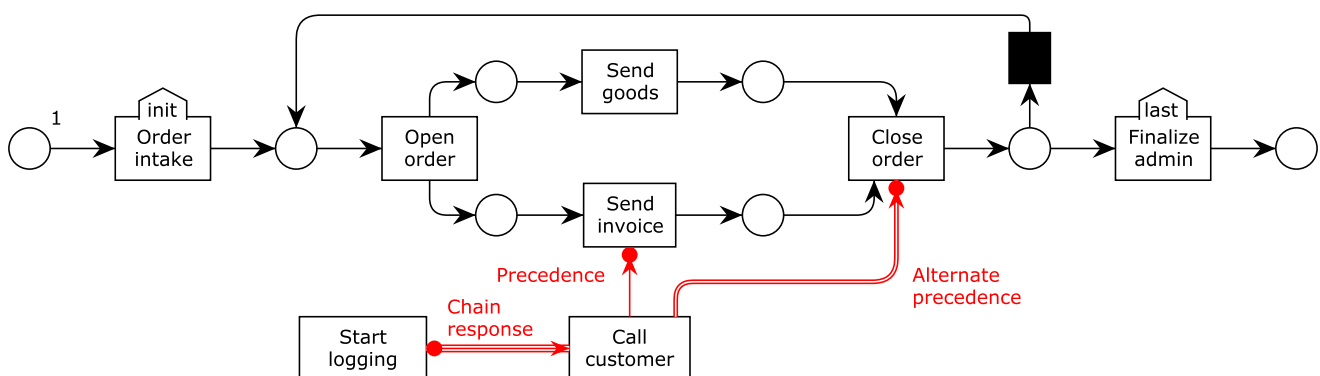 1
init
Order
intake
Open
order
Send
goods
Send
invoice
Close
order
last
Finalize
admin
Precedence
Alternate
precedence
Chain
response
Start
logging
Call
customer